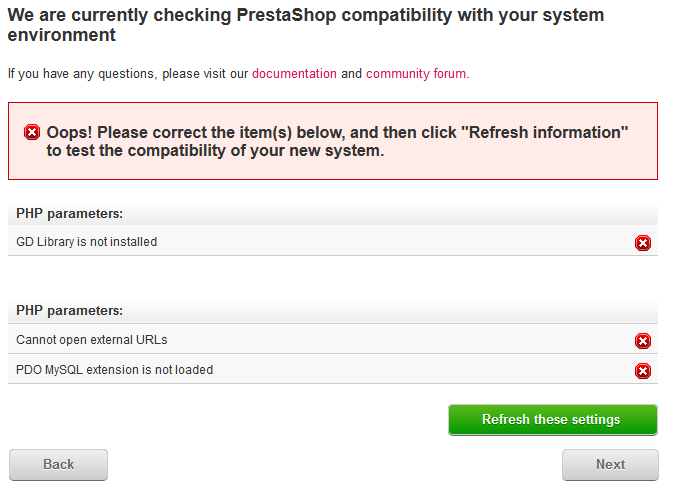 We are currently checking PrestaShop compatibility with your system
environment
If you have any questions, please visit our documentation and community forum.
Oops! Please correct the item(s) below, and then click "Refresh information"
to test the compatibility of your new system.
PHP parameters:
GD Library is not installed
PHP parameters:
Cannot open external URLs
PDO MySQL extension is not loaded
Refresh these settings
Back
Next